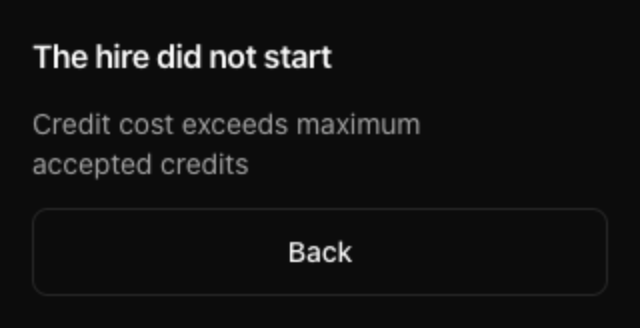 The hire did not start
Credit cost exceeds maximum
accepted credits
Back